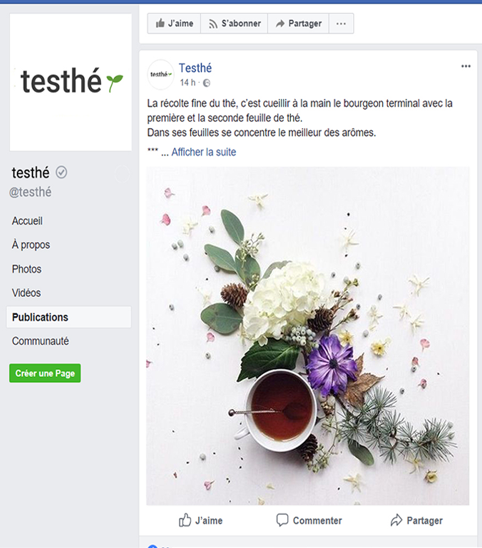 testhé
testhé
@testhé
Accueil
À propos
Photos
Vidéos
Publications
Communauté
Créer une Page
J'aime S'abonner Partager ...
testhé
Testhé
14 h ·
La récolte fine du thé, c'est cueillir à la main le bourgeon terminal avec la
première et la seconde feuille de thé.
Dans ses feuilles se concentre le meilleur des arômes.
*** ... Afficher la suite
J'aime Commenter Partager